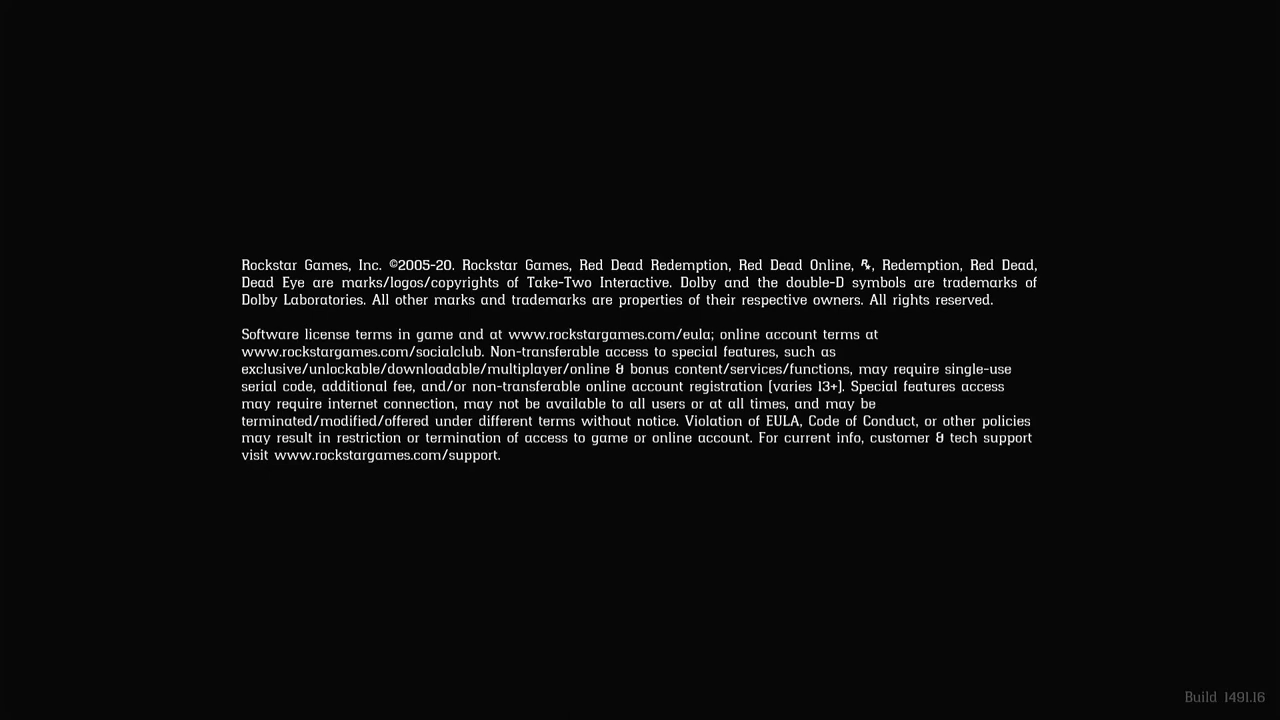 Rockstar Games, Inc. ©2005-20. Rockstar Games, Red Dead Redemption, Red Dead Online, R*, Redemption, Red Dead,
Dead Eye are marks/logos/copyrights of Take-Two Interactive. Dolby and the double-D symbols are trademarks of
Dolby Laboratories. All other marks and trademarks are properties of their respective owners. All rights reserved.
Software license terms in game and at www.rockstargames.com/eula; online account terms at
www.rockstargames.com/socialclub. Non-transferable access to special features, such as
exclusive/unlockable/downloadable/multiplayer/online & bonus content/services/functions, may require single-use
serial code, additional fee, and/or non-transferable online account registration (varies 13+). Special features access
may require internet connection, may not be available to all users or at all times, and may be
terminated/modified/offered under different terms without notice. Violation of EULA, Code of Conduct, or other policies
may result in restriction or termination of access to game or online account. For current info, customer & tech support
visit www.rockstargames.com/support.
Build 1491.16